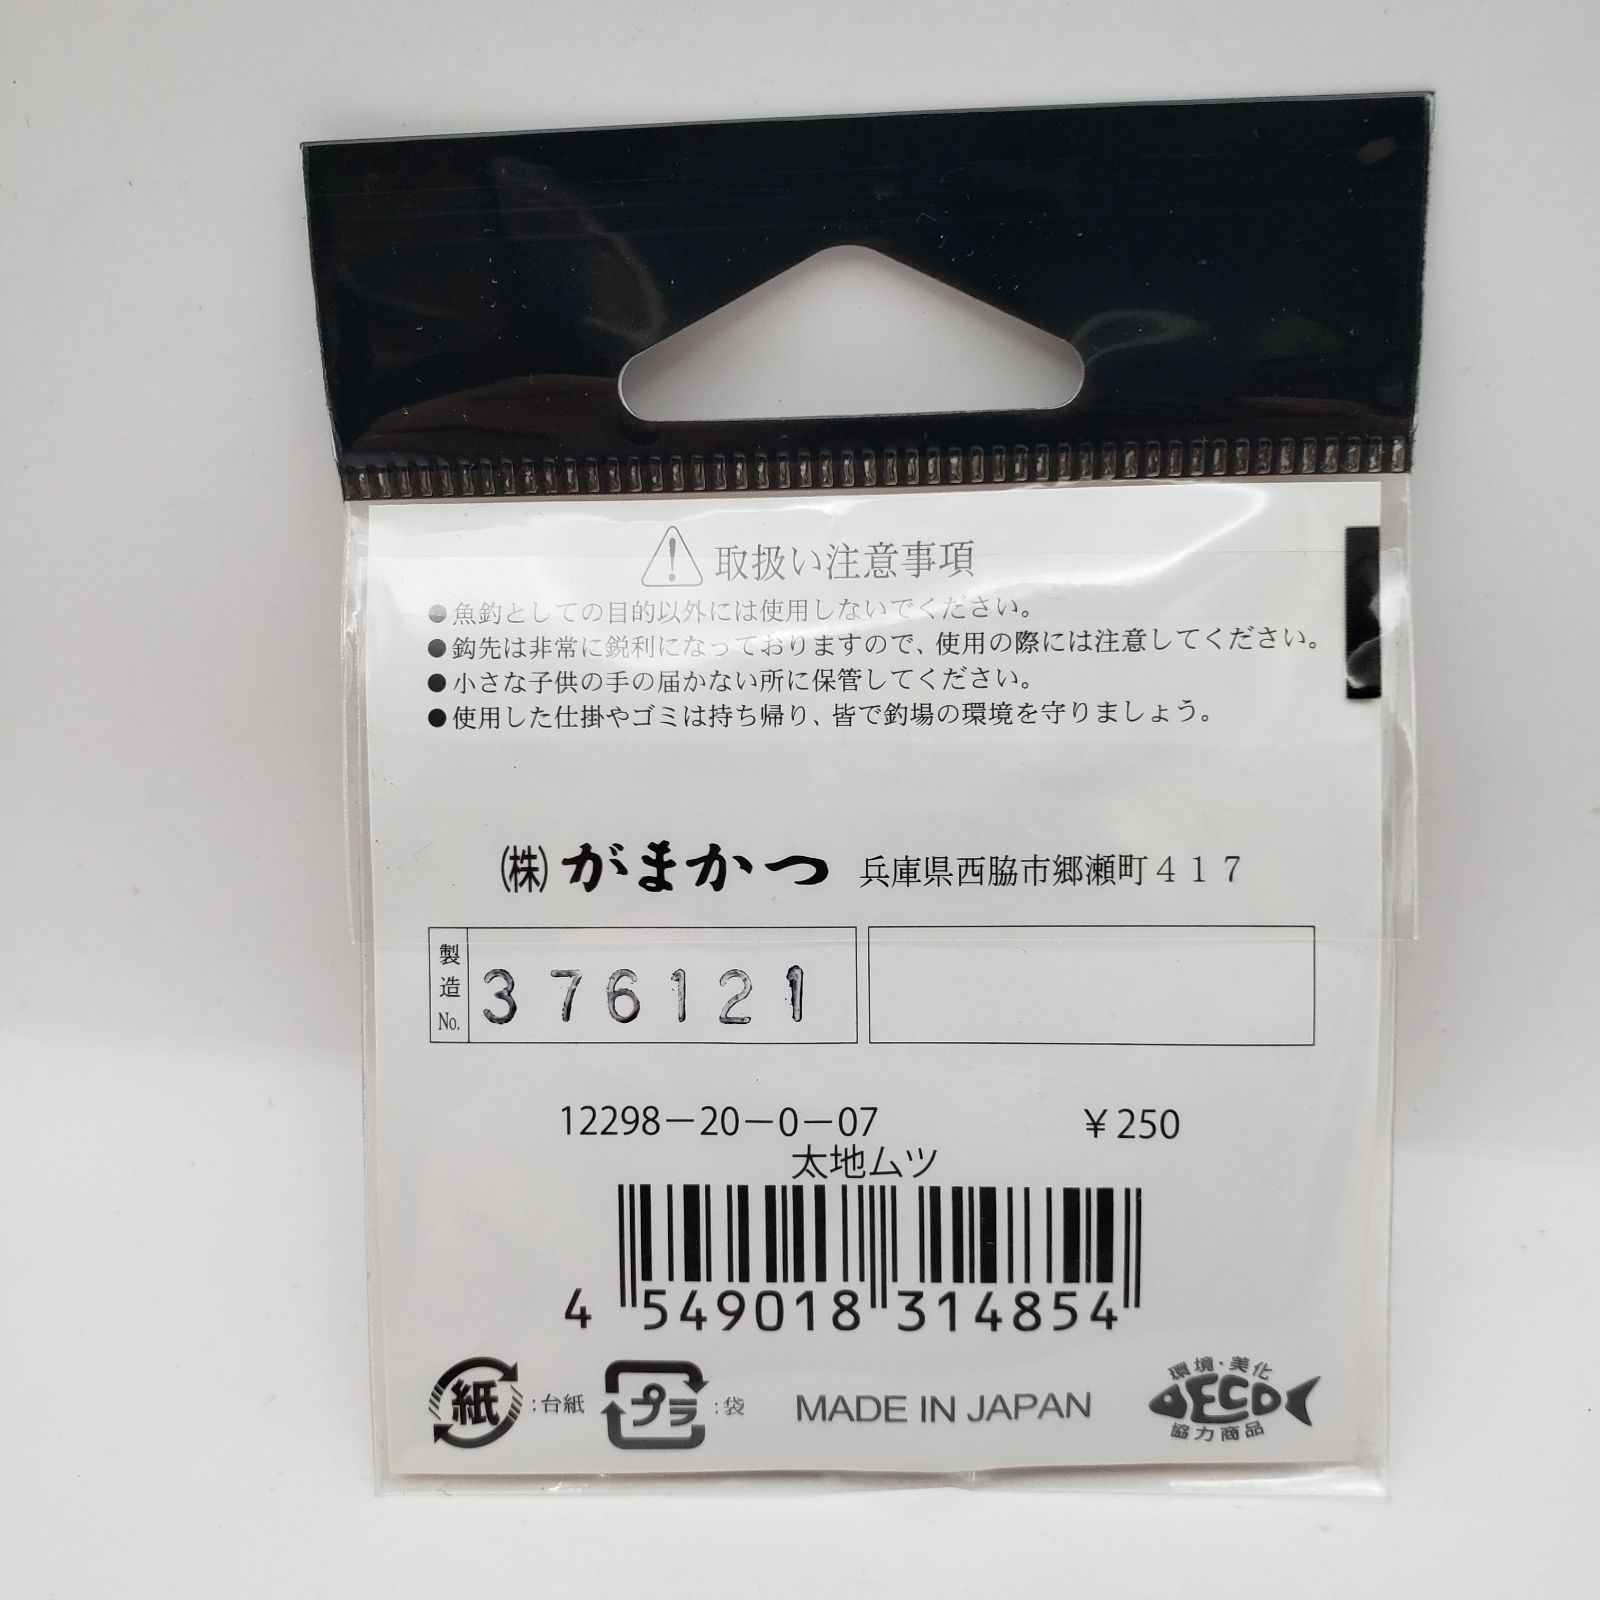 取扱い注意事項
●魚釣としての目的以外には使用しないでください。
●鈎先は非常に鋭利になっておりますので、使用の際には注意してください。
●小さな子供の手の届かない所に保管してください。
●使用した仕掛やゴミは持ち帰り、皆で釣場の環境を守りましょう。
㈱がまかつ 兵庫県西脇市郷瀬町417
製造No. 376121
12298-20-0-07 ¥250
太地ムツ
4 549018 314854
紙:台紙 プラ:袋 MADE IN JAPAN
環境・美化
ECO
協力商品